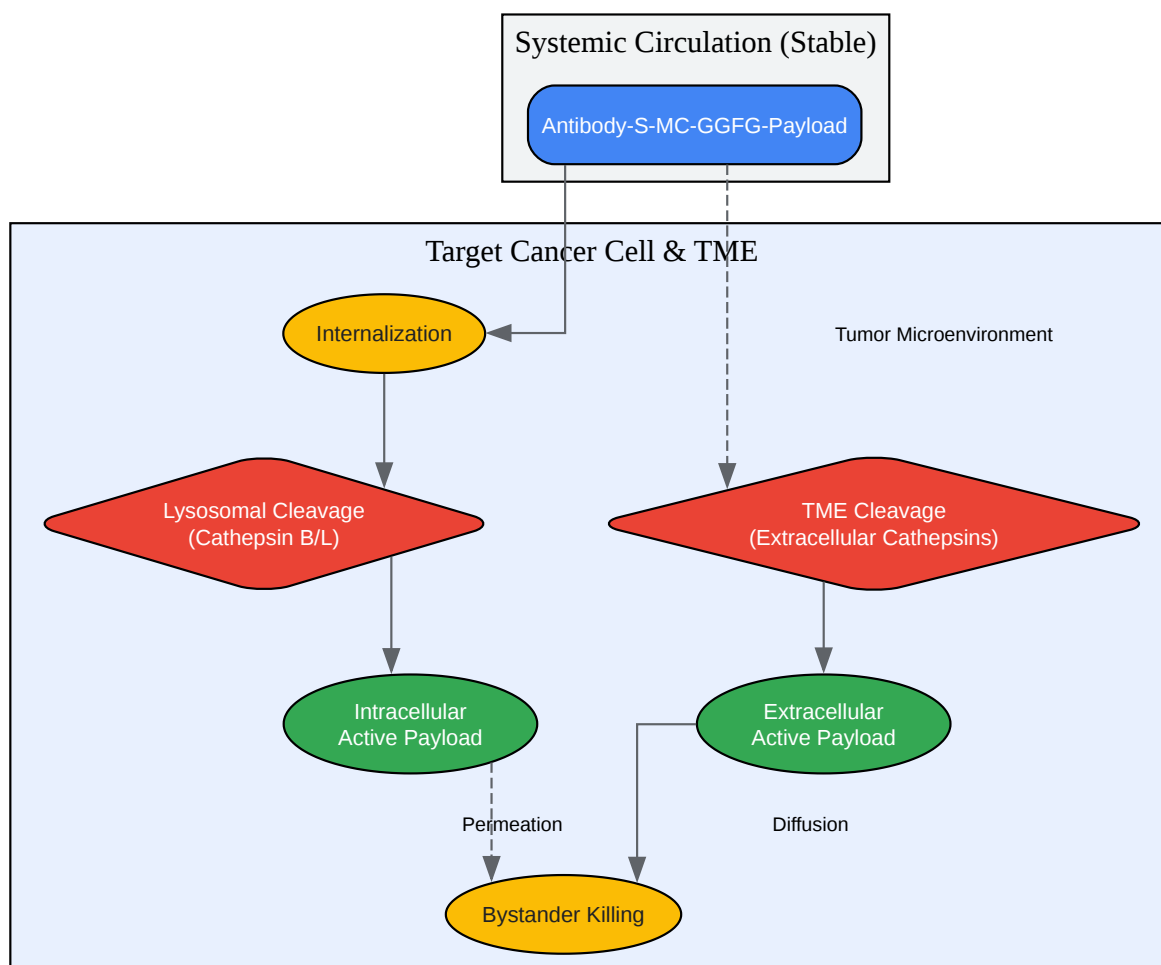 Systemic Circulation (Stable)
Antibody-S-MC-GGFG-Payload
Target Cancer Cell & TME
Internalization
Tumor Microenvironment
Lysosomal Cleavage
(Cathepsin B/L)
TME Cleavage
(Extracellular Cathepsins)
Intracellular
Active Payload
Extracellular
Active Payload
Permeation
Diffusion
Bystander Killing